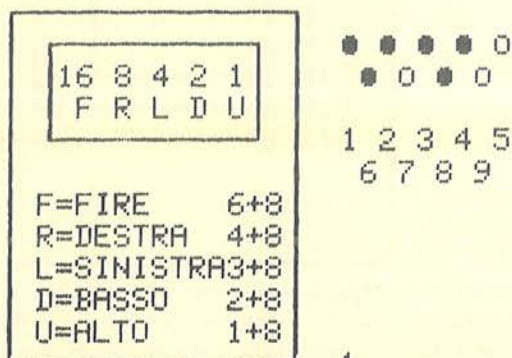 16 8 4 2 1
F R L D U
F=FIRE 6+8
R=DESTRA 4+8
L=SINISTRA3+8
D=BASSO 2+8
U=ALTO 1+8
● ● ● ● O
● O ● O
1 2 3 4 5
6 7 8 9